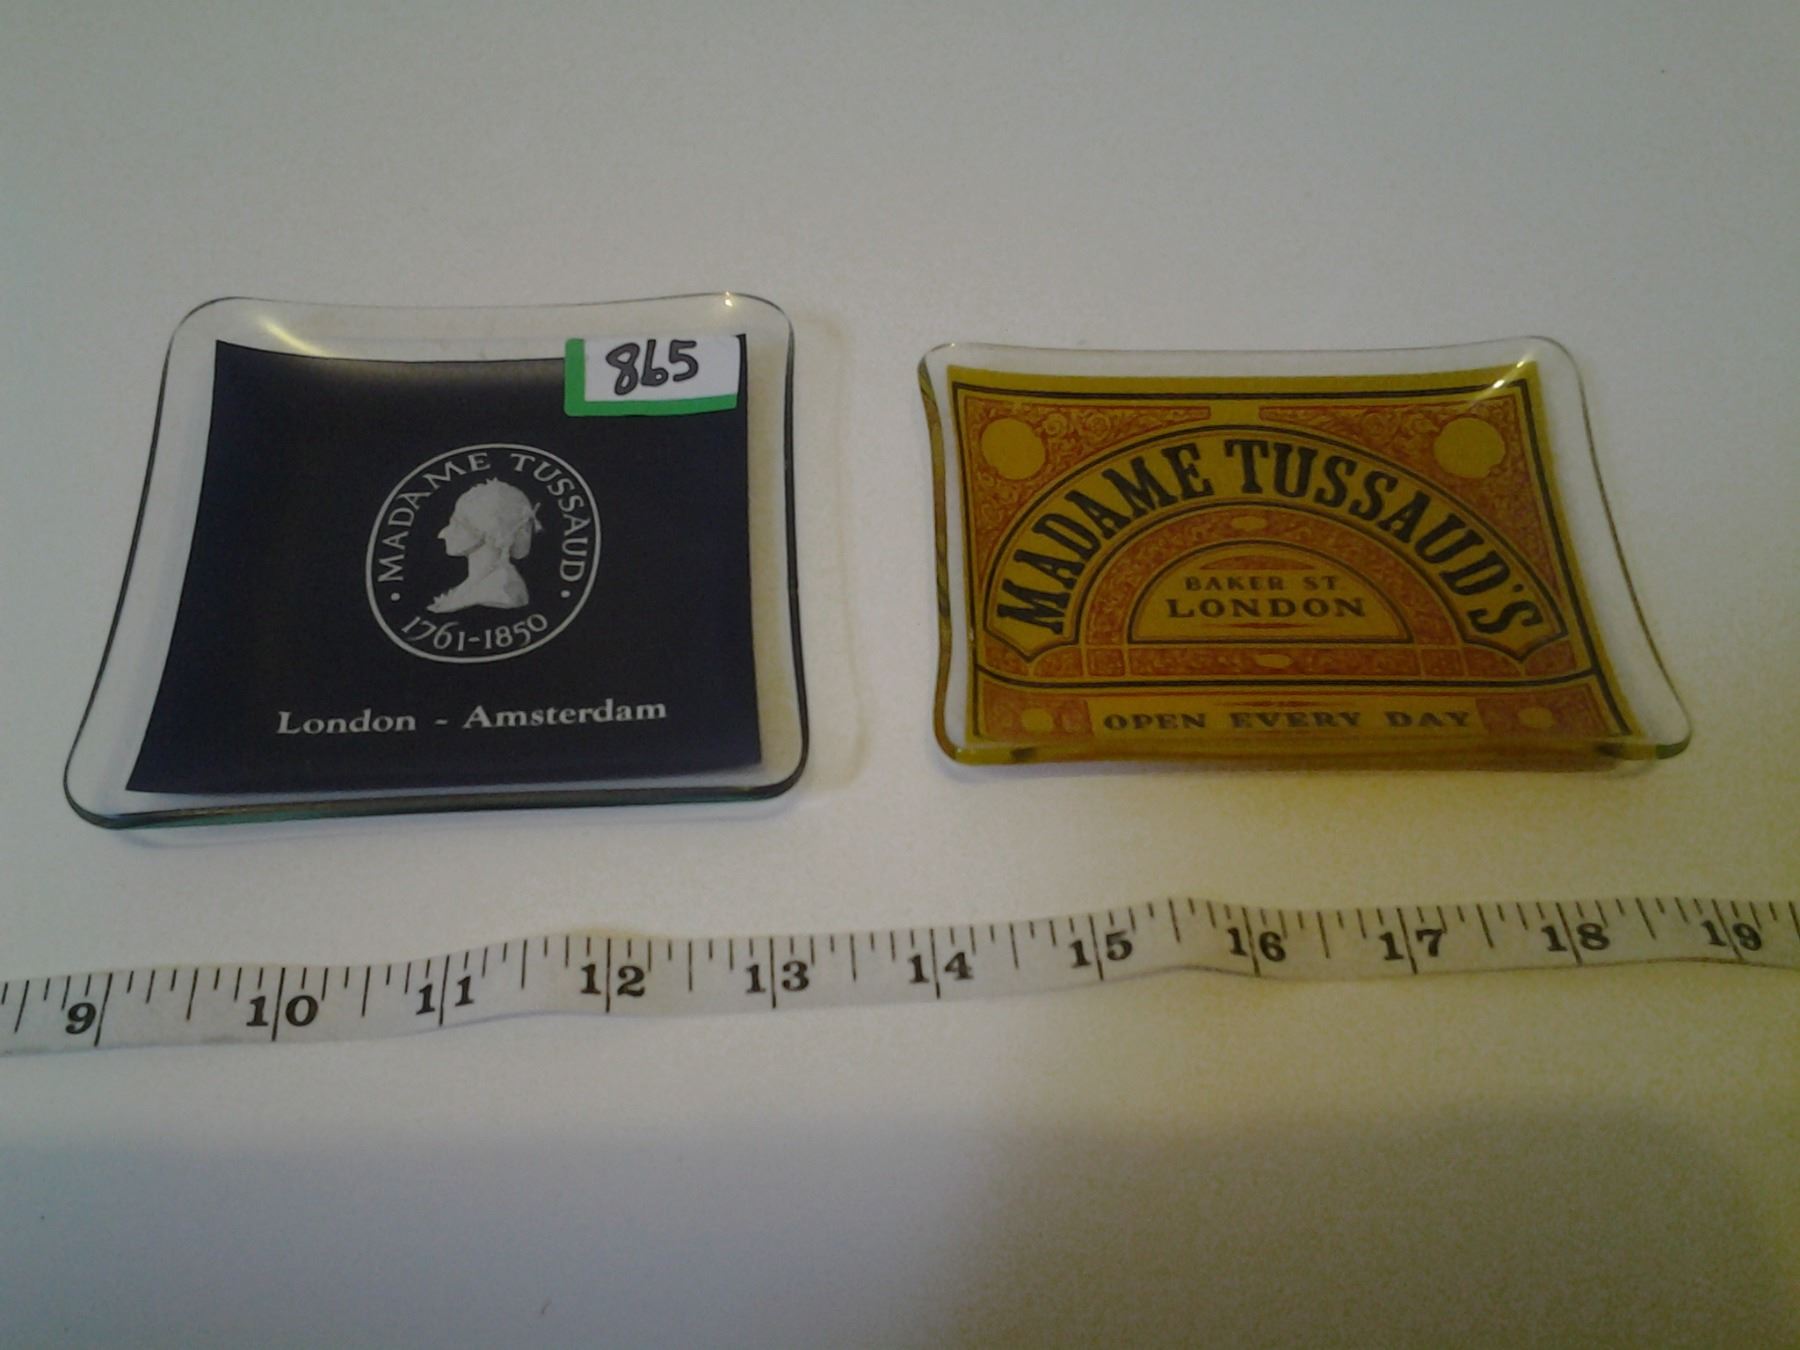 865
MADAME TUSSAUD
1761-1850
London - Amsterdam
MADAME TUSSAUD'S
BAKER ST
LONDON
OPEN EVERY DAY
9 10 11 12 13 14 15 16 17 18 19